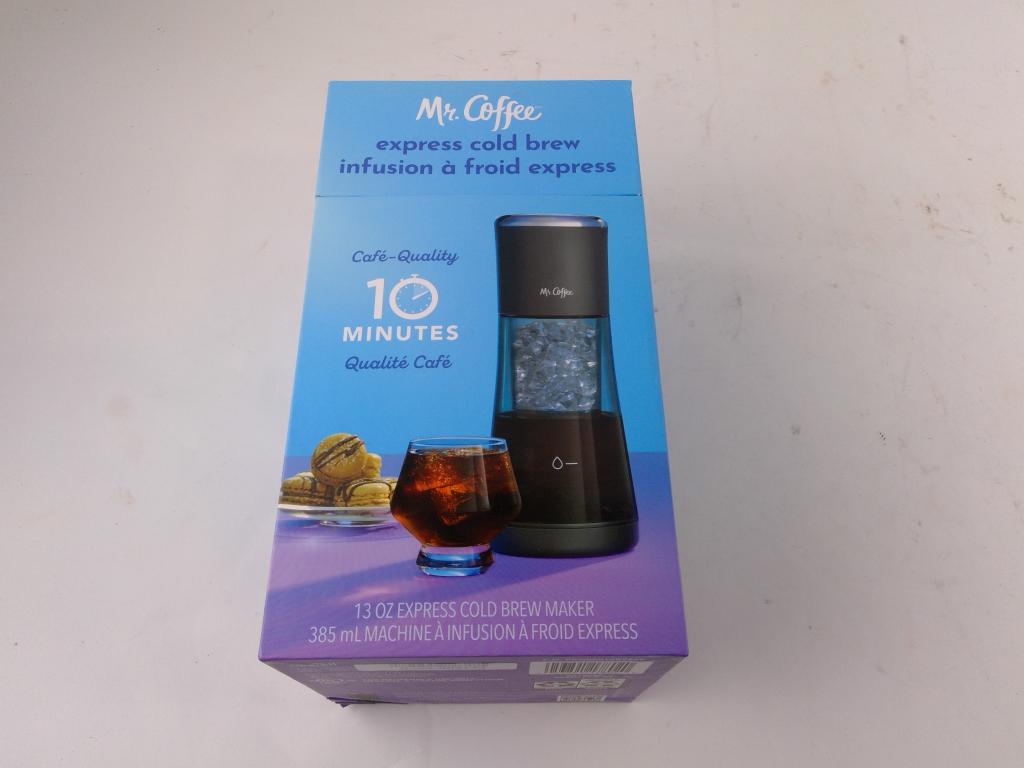 Mr. Coffee
express cold brew
infusion à froid express
Café-Quality
10
MINUTES
Qualité Café
Mr. Coffee
13 OZ EXPRESS COLD BREW MAKER
385 mL MACHINE À INFUSION À FROID EXPRESS